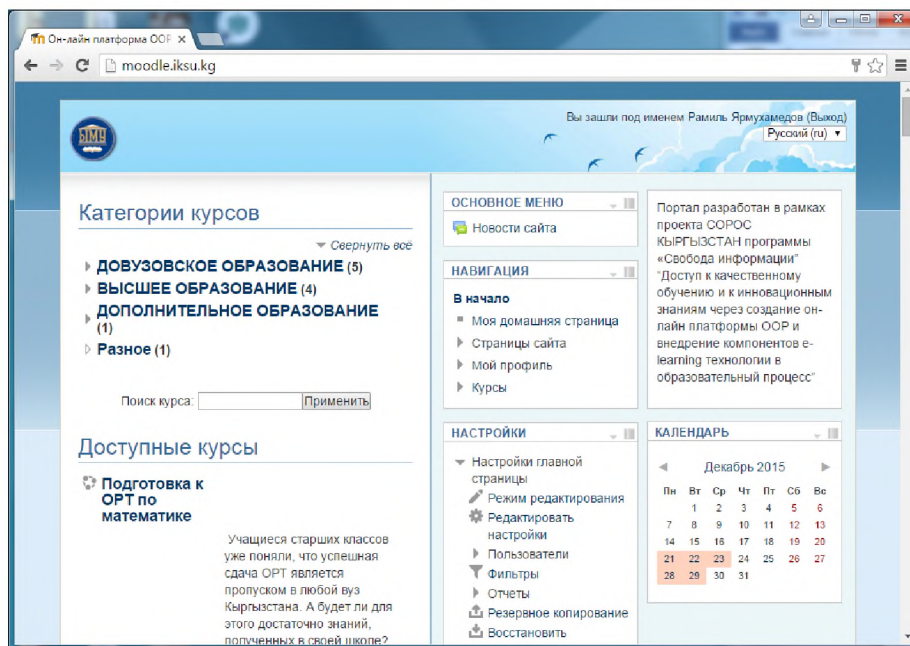 Он-лайн платформа ООР
moodle.iksu.kg
Вы зашли под именем Рамиль Ярмухамедов (Выход)
Русский (ru)
Категории курсов
Свернуть всё
ДОВУЗОВСКОЕ ОБРАЗОВАНИЕ (5)
ВЫСШЕЕ ОБРАЗОВАНИЕ (4)
ДОПОЛНИТЕЛЬНОЕ ОБРАЗОВАНИЕ
(1)
Разное (1)
Поиск курса:
Применить
Доступные курсы
Подготовка к
ОРТ по
математике
Учащиеся старших классов
уже поняли, что успешная
сдача ОРТ является
пропуском в любой вуз
Кыргызстана. А будет ли для
этого достаточно знаний,
полученных в своей школе?
ОСНОВНОЕ МЕНЮ
Новости сайта
НАВИГАЦИЯ
В начало
Моя домашняя страница
Страницы сайта
Мой профиль
Курсы
НАСТРОЙКИ
Настройки главной
страницы
Режим редактирования
Редактировать
настройки
Пользователи
Фильтры
Отчеты
Резервное копирование
Восстановить
Портал разработан в рамках
проекта СОРОС
КЫРГЫЗСТАН программы
«Свобода информации"
"Доступ к качественному
обучению и к инновационным
знаниям через создание он-
лайн платформы ООР и
внедрение компонентов e-
learning технологии в
образовательный процесс"
КАЛЕНДАРЬ
Декабрь 2015
Пн Вт Ср Чт Пт Сб Вс
1 2 3 4 5 6
7 8 9 10 11 12 13
14 15 16 17 18 19 20
21 22 23 24 25 26 27
28 29 30 31